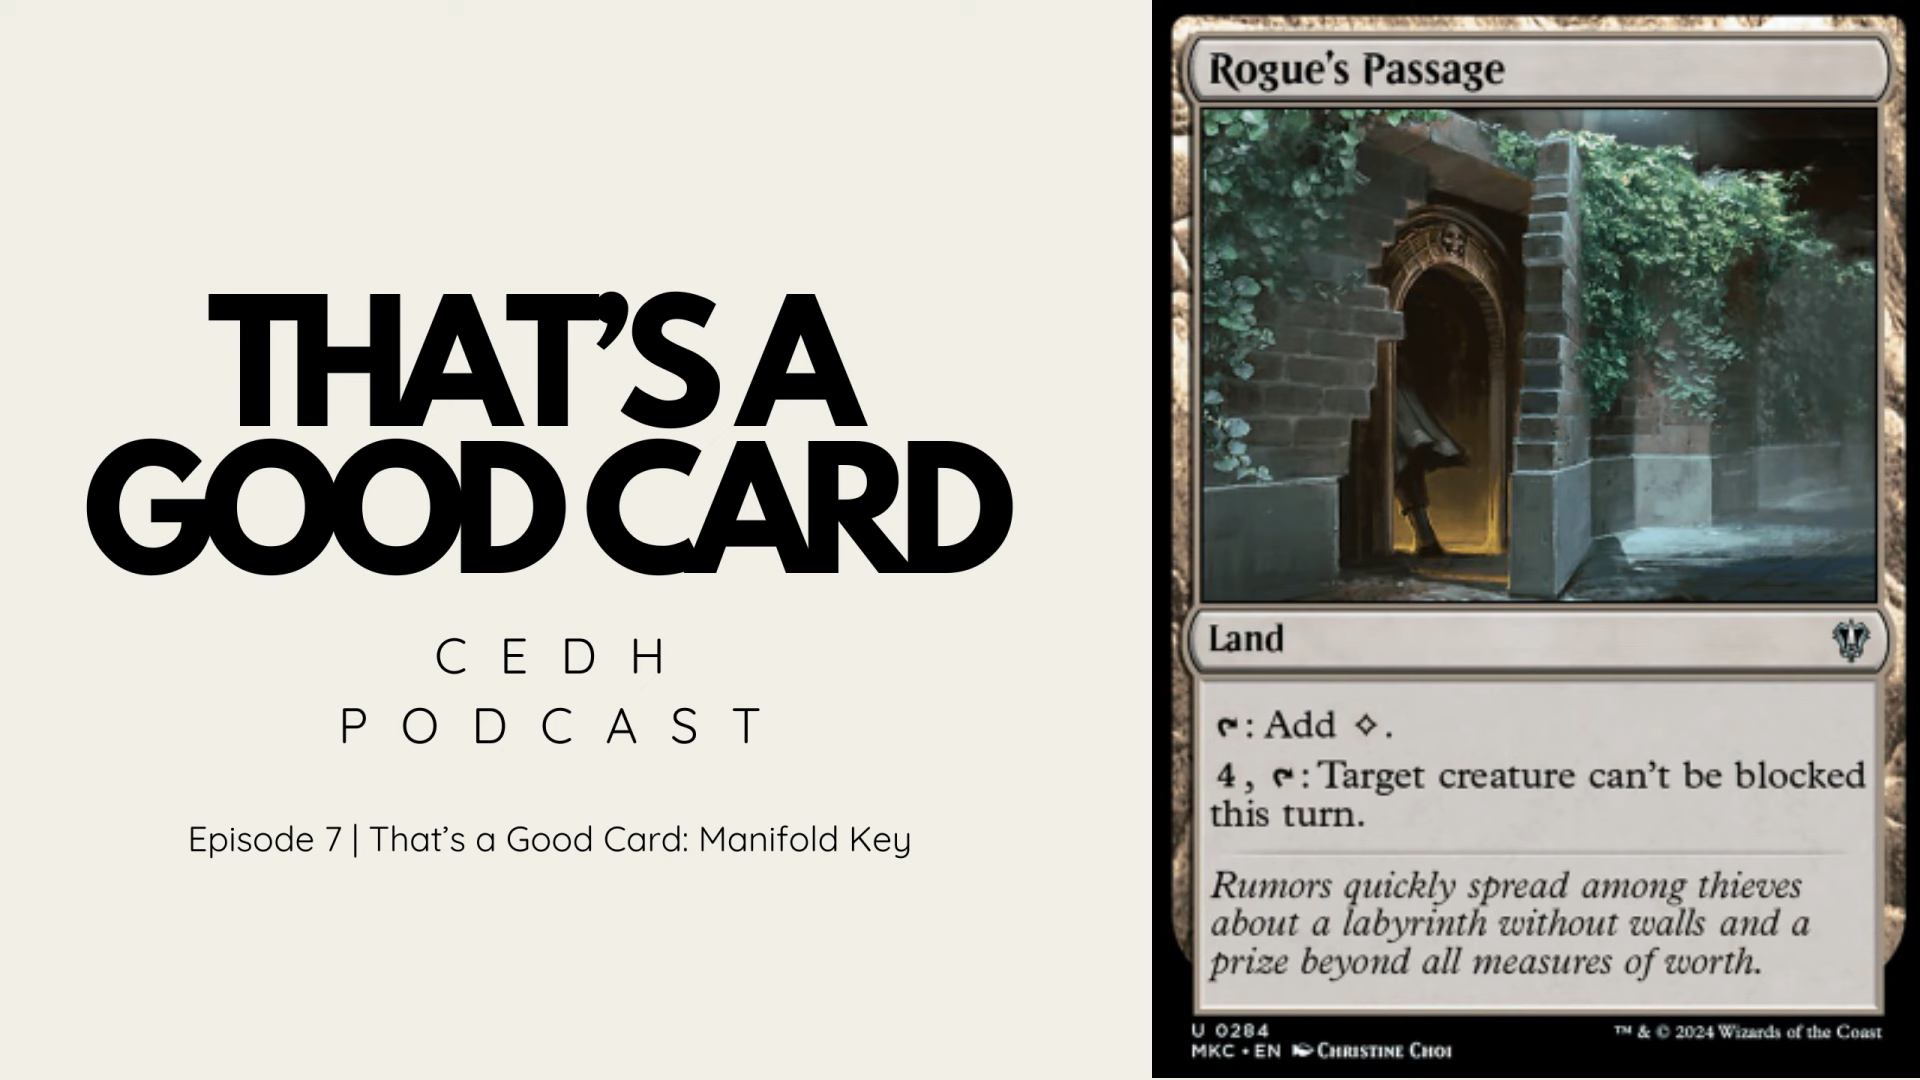 THAT'S A
GOOD CARD
CEDH
PODCAST
Episode 7 | That's a Good Card: Manifold Key
Rogue's Passage
Land
: Add .
4, : Target creature can't be blocked
this turn.
Rumors quickly spread among thieves
about a labyrinth without walls and a
prize beyond all measures of worth.
U 0284
MKC • EN Christine Choi
™ & © 2024 Wizards of the Coast